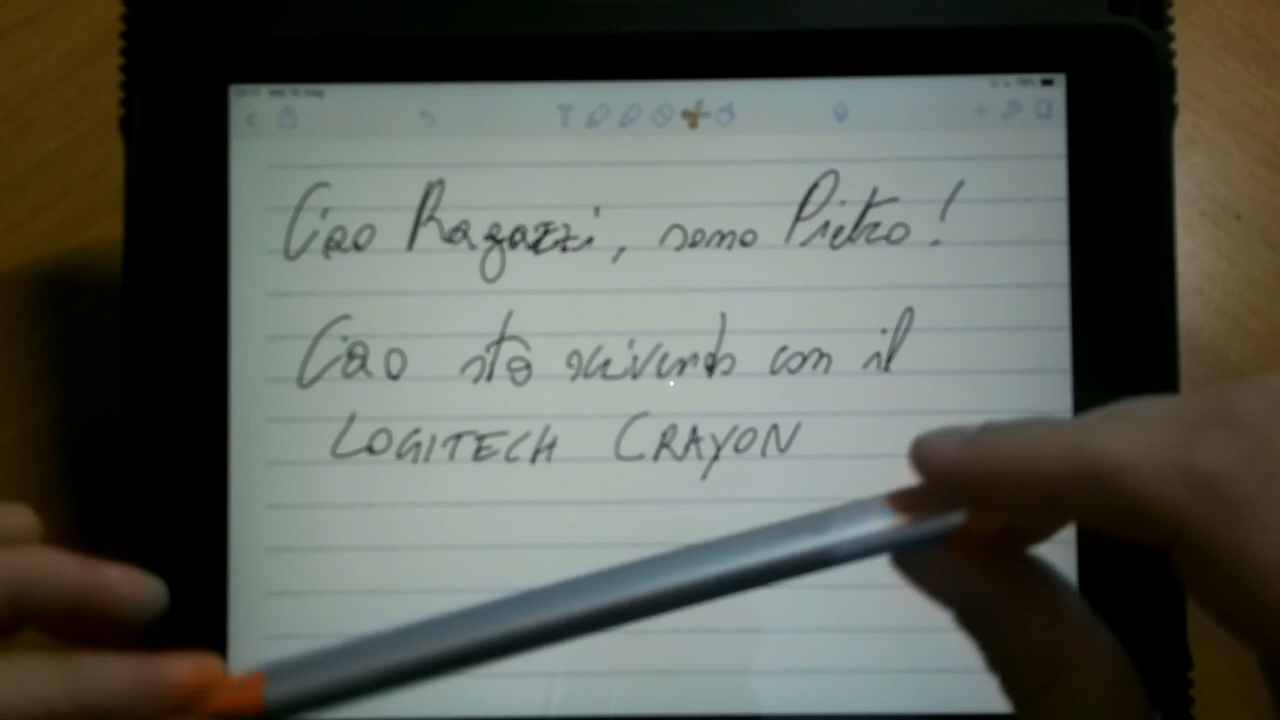 Ciao Ragazzi, sono Pietro!
Ciao sto scrivendo con il
LOGITECH CRAYON